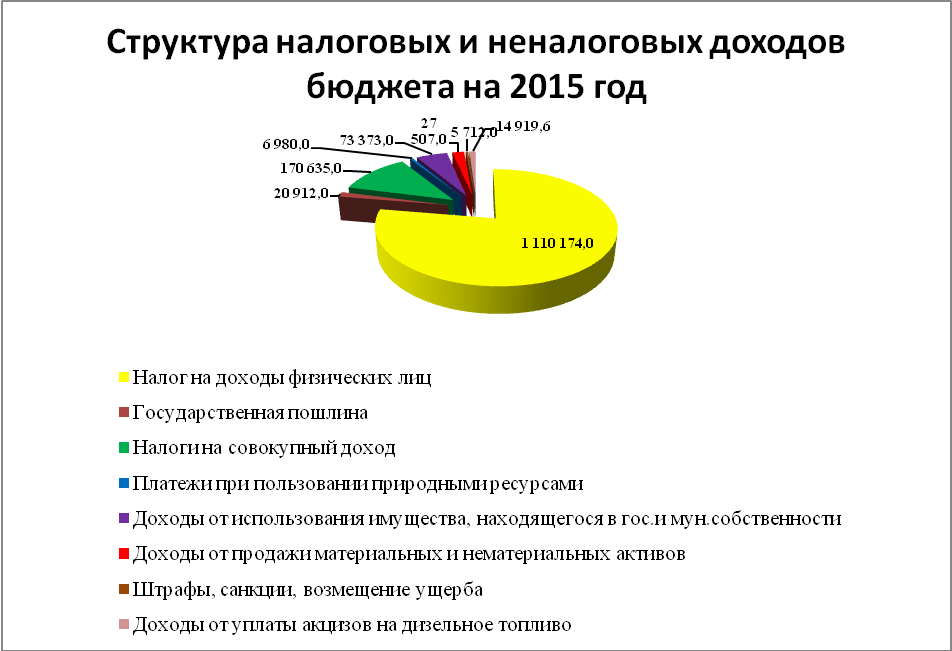 Структура налоговых и неналоговых доходов
бюджета на 2015 год
27
507,0
5 712,0
14 919,6
73 373,0
6 980,0
170 635,0
20 912,0
1 110 174,0
Налог на доходы физических лиц
Государственная пошлина
Налоги на совокупный доход
Платежи при пользовании природными ресурсами
Доходы от использования имущества, находящегося в гос.и мун.собственности
Доходы от продажи материальных и нематериальных активов
Штрафы, санкции, возмещение ущерба
Доходы от уплаты акцизов на дизельное топливо